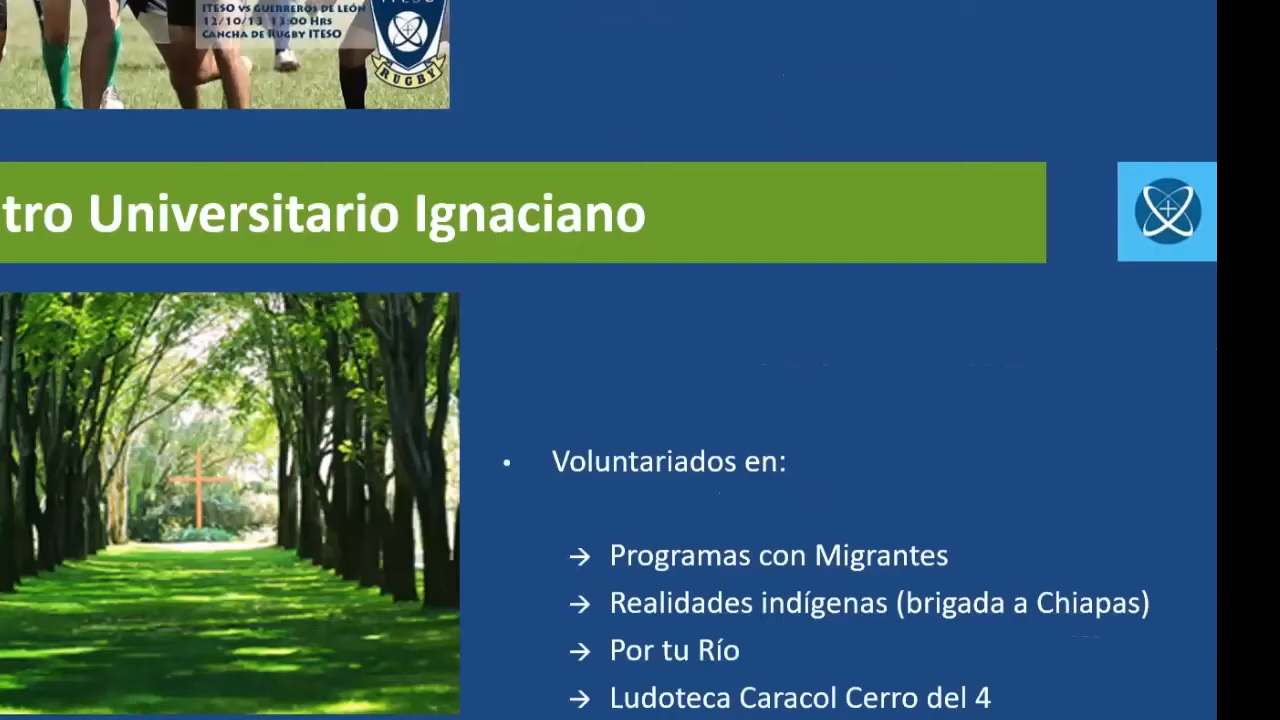 ITESO VS GUERREROS DE LEÓN
12/10/13 13:00 HRS
CANCHA DE RUGBY ITESO
RUGBY
tro Universitario Ignaciano
• Voluntariados en:
→ Programas con Migrantes
→ Realidades indígenas (brigada a Chiapas)
→ Por tu Río
→ Ludoteca Caracol Cerro del 4